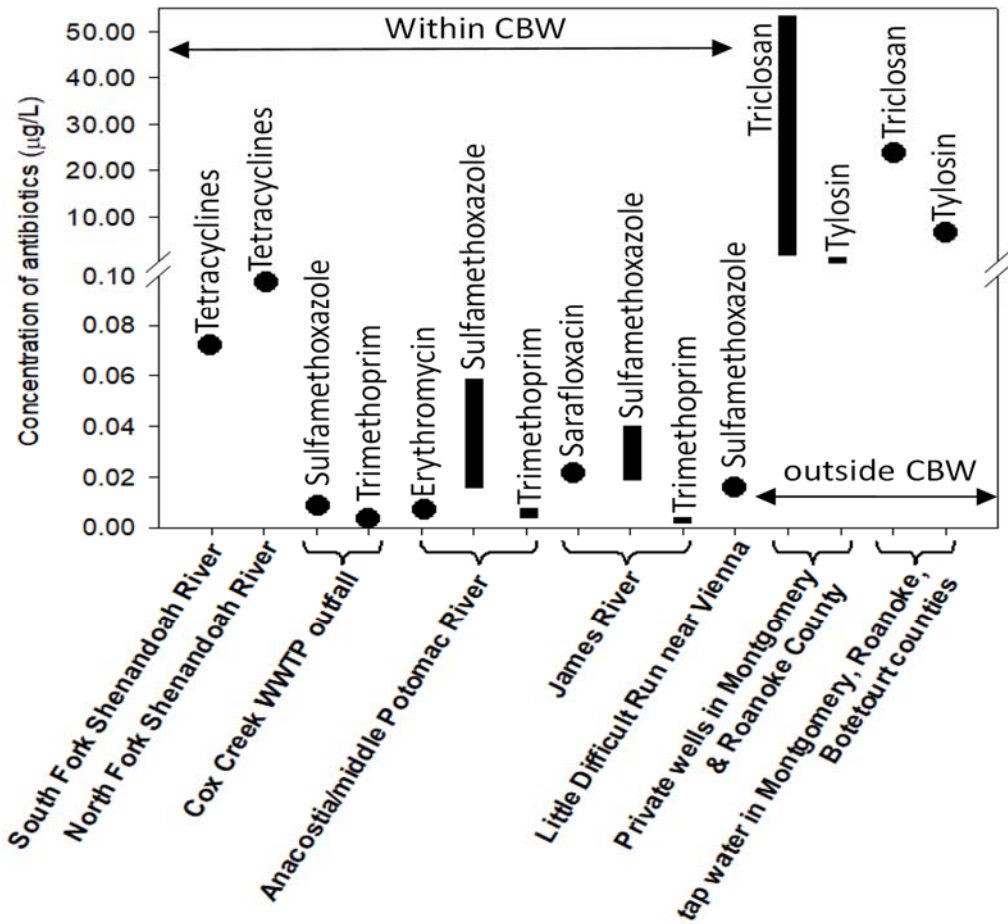 Concentration of antibiotics (µg/L)
50.00
40.00
30.00
20.00
10.00
0.10
0.08
0.06
0.04
0.02
0.00
Within CBW
outside CBW
Tetracyclines
Tetracyclines
Sulfamethoxazole
Trimethoprim
Erythromycin
Sulfamethoxazole
Trimethoprim
Sarafloxacin
Sulfamethoxazole
Trimethoprim
Sulfamethoxazole
Triclosan
Tylosin
Triclosan
Tylosin
South Fork Shenandoah River
North Fork Shenandoah River
Cox Creek WWTP outfall
Anacostia/middle Potomac River
James River
Little Difficult Run near Vienna
Private wells in Montgomery
& Roanoke County
tap water in Montgomery, Roanoke,
Botetourt counties